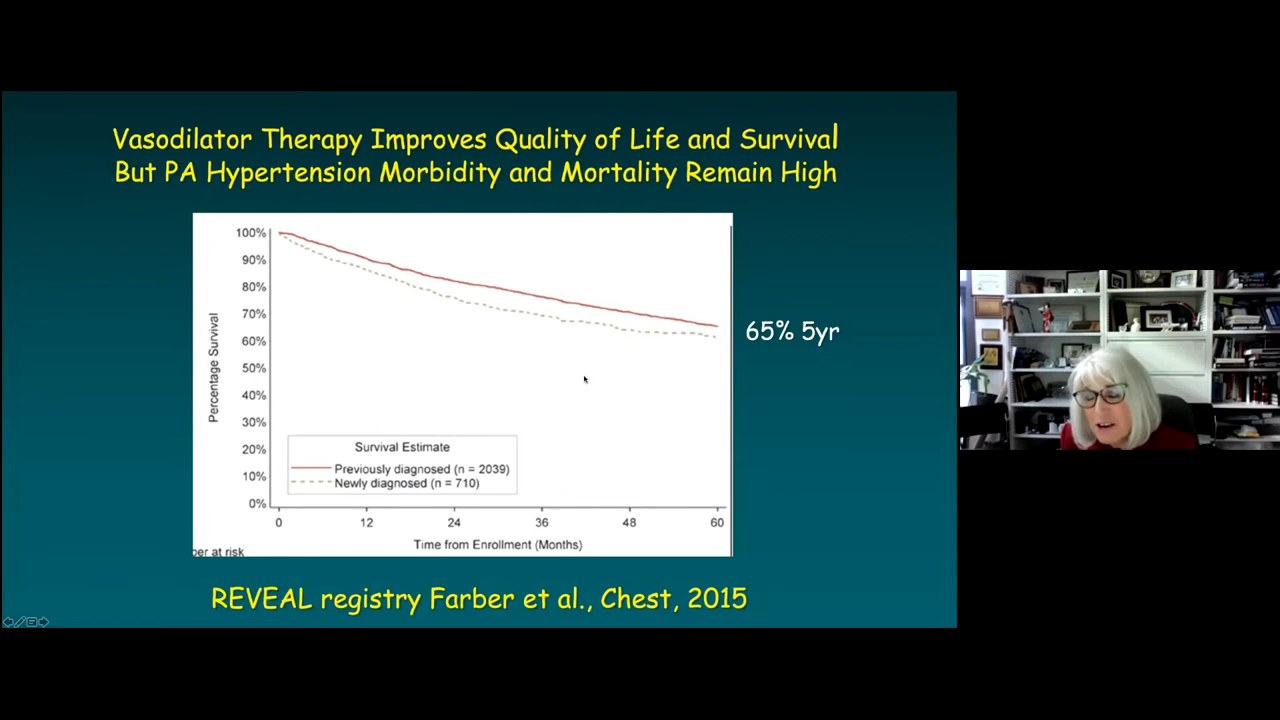 Vasodilator Therapy Improves Quality of Life and Survival
But PA Hypertension Morbidity and Mortality Remain High
100%
90%
80%
70%
60%
50%
40%
30%
20%
10%
0%
Percentage Survival
65% 5yr
Survival Estimate
Previously diagnosed (n = 2039)
Newly diagnosed (n = 710)
0 12 24 36 48 60
Time from Enrollment (Months)
ber at risk
REVEAL registry Farber et al., Chest, 2015